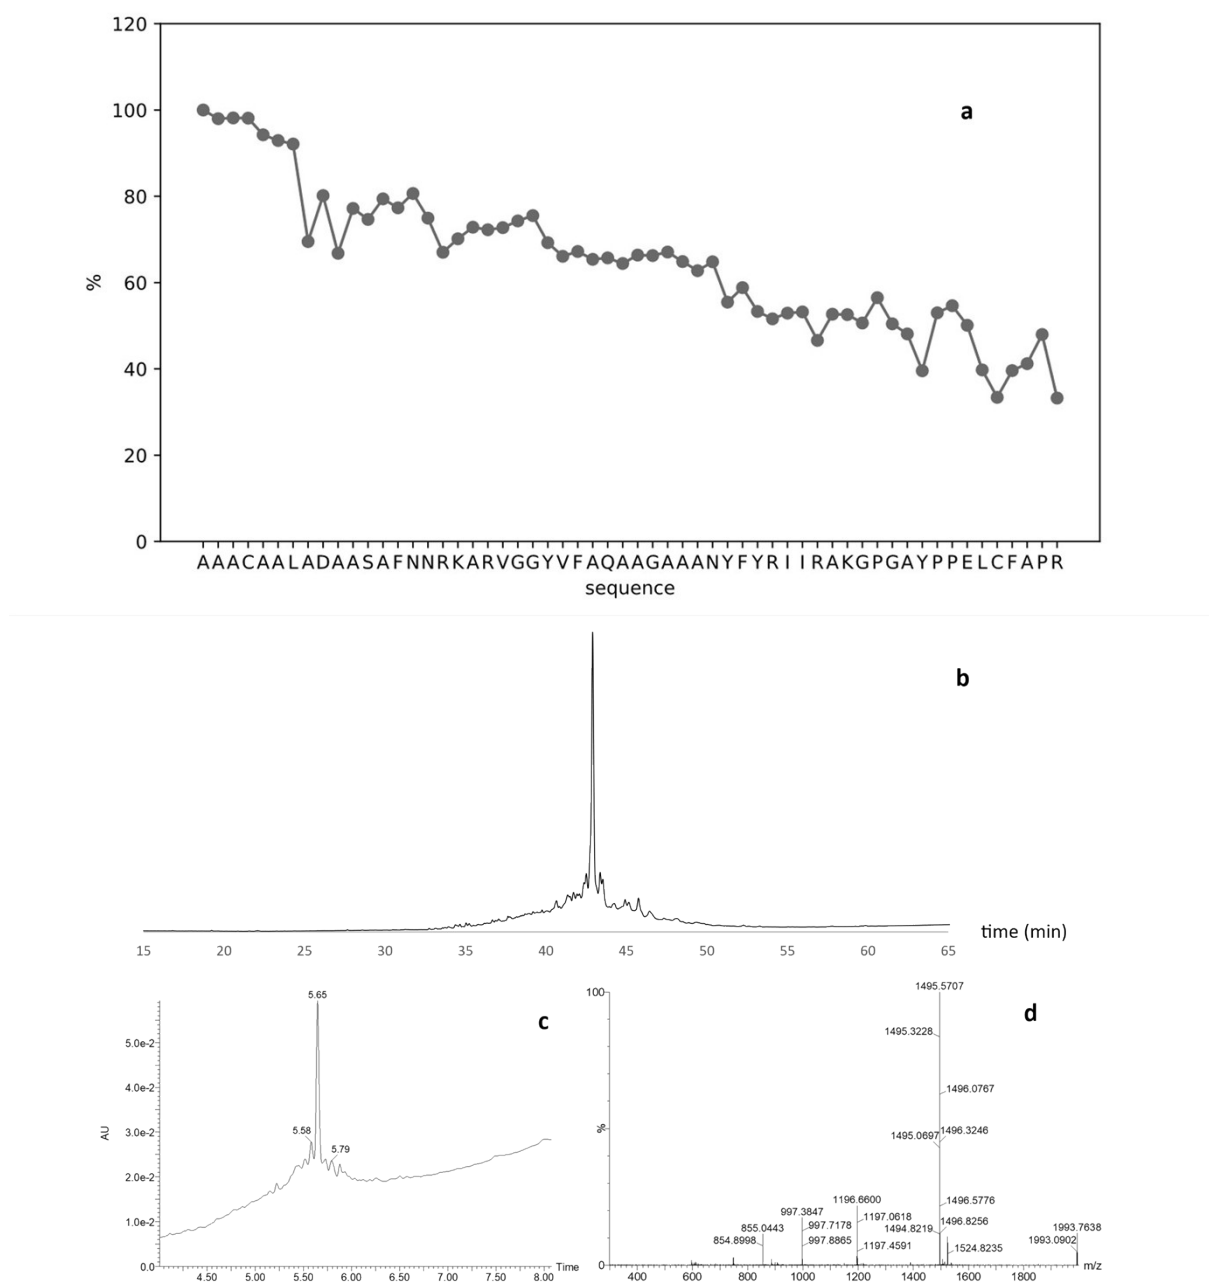 120
a
100
80
60
%
40
20
0
AAACAALADAASAFNNRKARVGGYVFAQAAGAAANYFYRIIRAKGPGAYPPELCFAPR
sequence
b
time (min)
15 20 25 30 35 40 45 50 55 60 65
c
5.65
5.58
5.79
AU
5.0e-2
4.0e-2
3.0e-2
2.0e-2
1.0e-2
0.0
4.50 5.00 5.50 6.00 6.50 7.00 7.50 8.00 Time
d
100
%
0
1495.5707
1495.3228
1496.0767
1495.0697 1496.3246
1496.5776
1494.8219 1496.8256
1524.8235
1196.6600
1197.0618
1197.4591
997.3847
997.7178
997.8865
855.0443
854.8998
1993.7638
1993.0902
400 600 800 1000 1200 1400 1600 1800 m/z